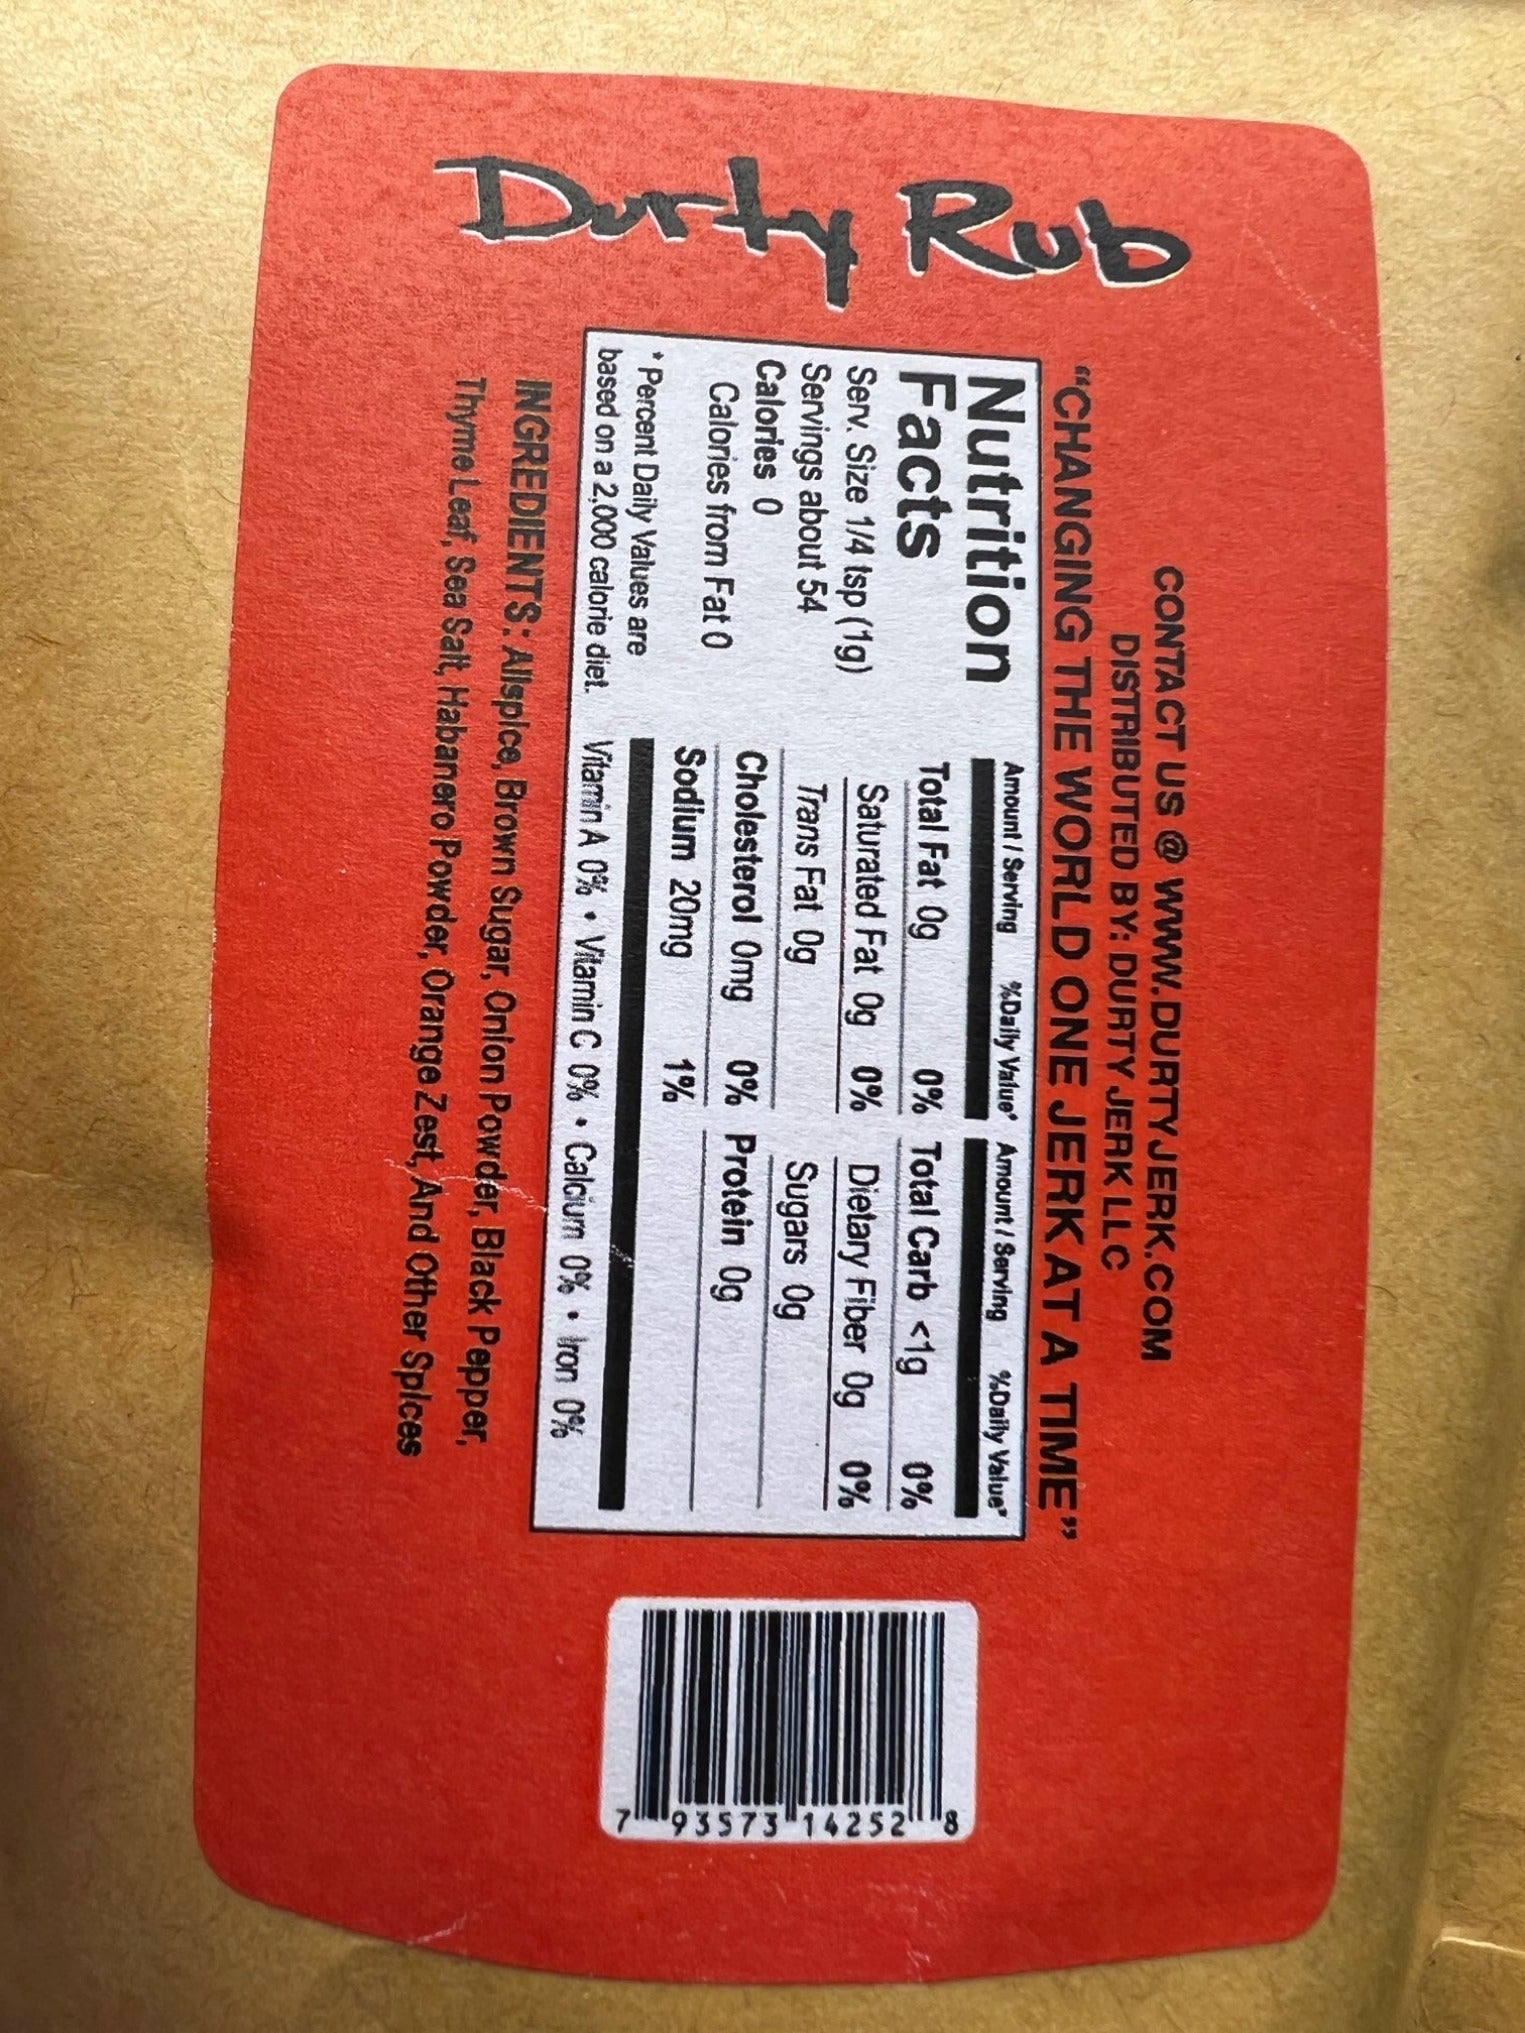 Durty Rub
CONTACT US @ WWW.DURTYJERK.COM
DISTRIBUTED BY: DURTY JERK LLC
“CHANGING THE WORLD ONE JERK AT A TIME”
Nutrition
Facts
Serv. Size 1/4 tsp (1g)
Servings about 54
Calories 0
Calories from Fat 0
* Percent Daily Values are
based on a 2,000 calorie diet.
Amount / Serving %Daily Value* Amount / Serving %Daily Value*
Total Fat 0g 0% Total Carb <1g 0%
Saturated Fat 0g 0% Dietary Fiber 0g 0%
Trans Fat 0g Sugars 0g
Cholesterol 0mg 0% Protein 0g
Sodium 20mg 1%
Vitamin A 0% • Vitamin C 0% • Calcium 0% • Iron 0%
INGREDIENTS: Allspice, Brown Sugar, Onion Powder, Black Pepper,
Thyme Leaf, Sea Salt, Habanero Powder, Orange Zest, And Other Spices
7 93573 14252 8